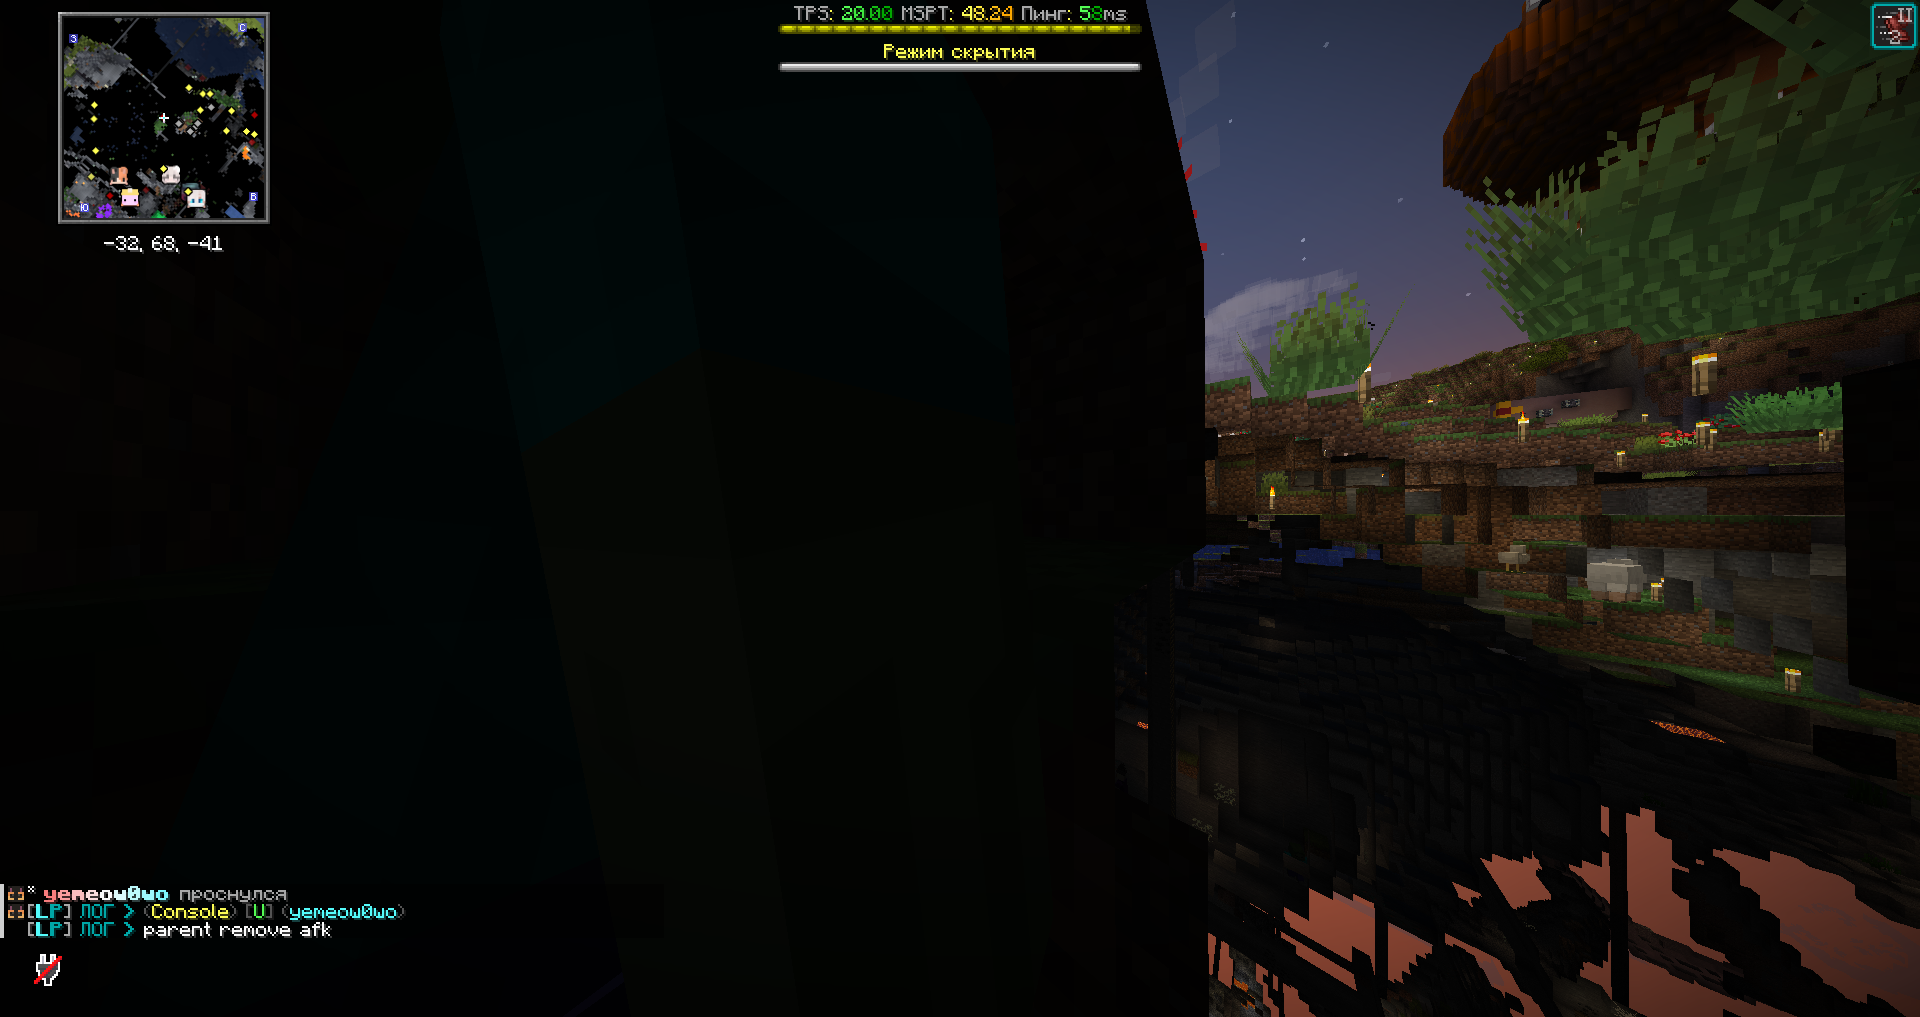 TPS: 20.00 MSPT: 48.24 Пинг: 58ms
Режим скрытия
II
С
З
В
Ю
-32, 68, -41
* yemeow0wo проснулся
[LP] ЛОГ > (Console) [U] (yemeow0wo)
[LP] ЛОГ > parent remove afk